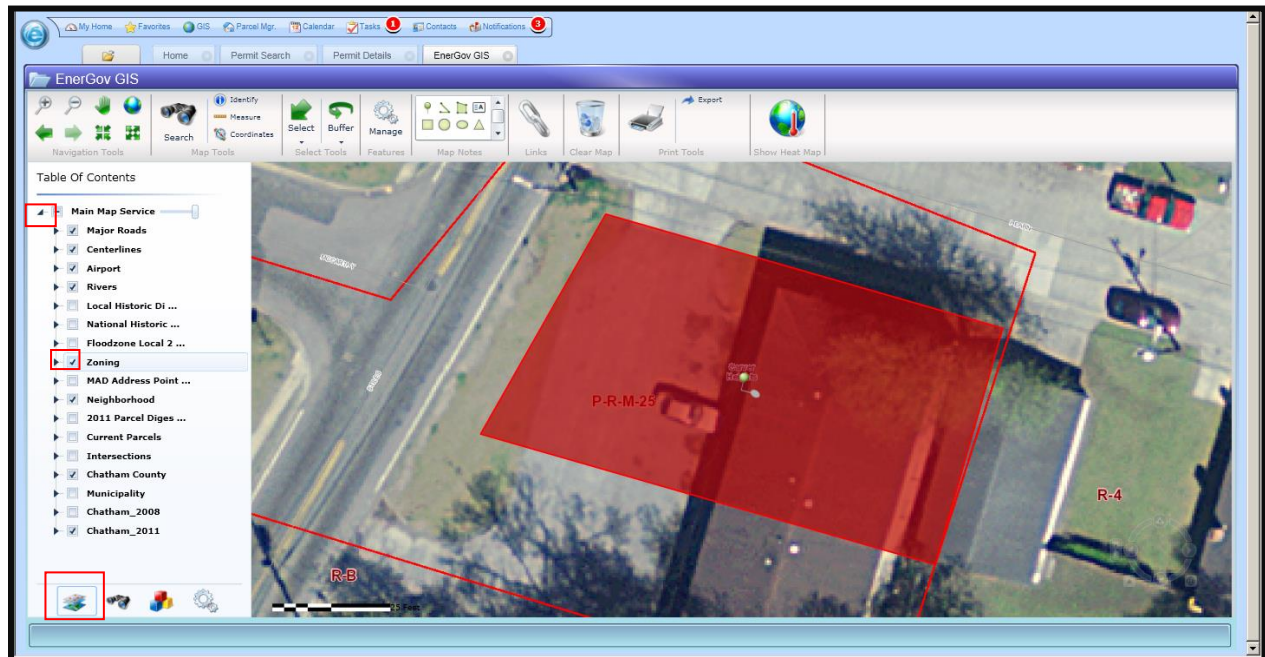 My Home Favorites GIS Parcel Mgr. Calendar Tasks 1 Contacts Notifications 3
Home Permit Search Permit Details EnerGov GIS
EnerGov GIS
Identify
Measure
Coordinates
Search
Select
Buffer
Manage
A
Export
Navigation Tools Map Tools Select Tools Features Map Notes Links Clear Map Print Tools Show Heat Map
Table Of Contents
Main Map Service
Major Roads
Centerlines
Airport
Rivers
Local Historic Di ...
National Historic ...
Floodzone Local 2 ...
Zoning
MAD Address Point ...
Neighborhood
2011 Parcel Diges ...
Current Parcels
Intersections
Chatham County
Municipality
Chatham_2008
Chatham_2011
P-R-M-25
R-4
R-B
25 Feet